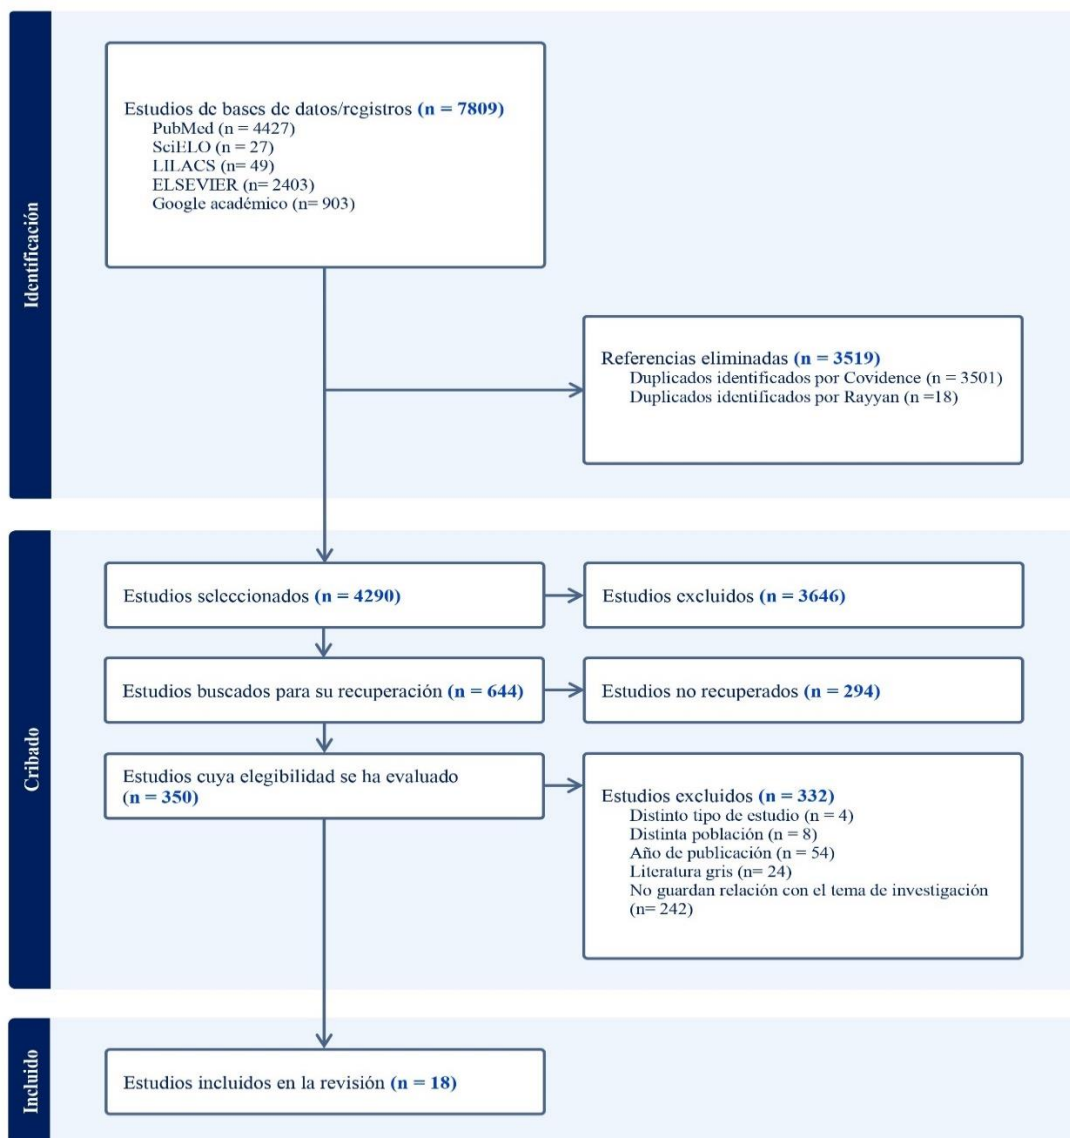 Identificación
Estudios de bases de datos/registros (n = 7809)
PubMed (n = 4427)
SciELO (n = 27)
LILACS (n= 49)
ELSEVIER (n= 2403)
Google académico (n= 903)
Referencias eliminadas (n = 3519)
Duplicados identificados por Covidence (n = 3501)
Duplicados identificados por Rayyan (n =18)
Cribado
Estudios seleccionados (n = 4290)
Estudios excluidos (n = 3646)
Estudios buscados para su recuperación (n = 644)
Estudios no recuperados (n = 294)
Estudios cuya elegibilidad se ha evaluado
(n = 350)
Estudios excluidos (n = 332)
Distinto tipo de estudio (n = 4)
Distinta población (n = 8)
Año de publicación (n = 54)
Literatura gris (n= 24)
No guardan relación con el tema de investigación
(n= 242)
Incluido
Estudios incluidos en la revisión (n = 18)